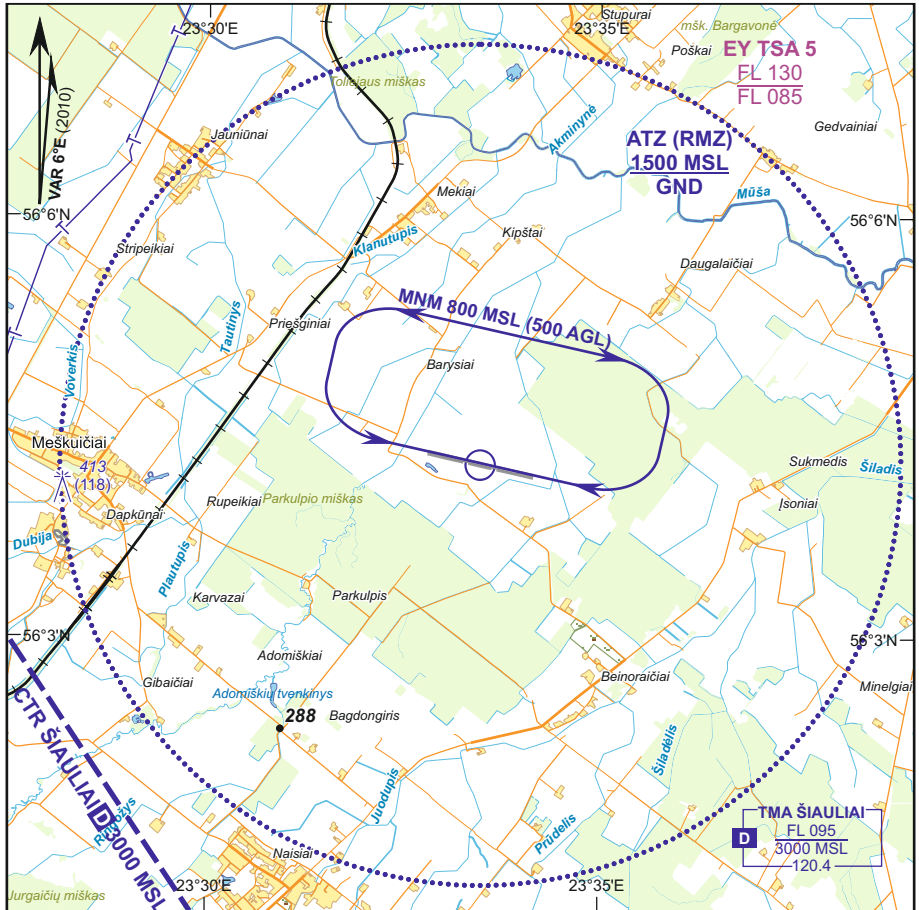 23°30'E
23°35'E
Stupurai
mšk. Bargavonė
Poškai
EY TSA 5
FL 130
FL 085
Gedvainiai
VAR 6°E (2010)
Jauniūnai
Akminynė
ATZ (RMZ)
1500 MSL
GND
Mūša
56°6'N
56°6'N
Mekiai
Klanutupis
Kipštai
Stripeikiai
Daugalaičiai
MNM 800 MSL (500 AGL)
Tautinys
Priešginiai
Barysiai
Voverkis
Meškuičiai
413
(118)
Sukmedis
Šiladis
Įsoniai
Rupeikiai
Parkulpio miškas
Dapkūnai
Dubija
Plautupis
Karvazai
Parkulpis
56°3'N
56°3'N
Adomiškiai
Gibaičiai
Beinoraičiai
Minelgiai
Adomiškių tvenkinys
288
Bagdongiris
CTR ŠIAULIAI D 3000 MSL
Šiladėlis
Juodupis
Prūdelis
TMA ŠIAULIAI
D
FL 095
3000 MSL
120.4
Naisiai
Jurgaičių miškas
23°30'E
23°35'E